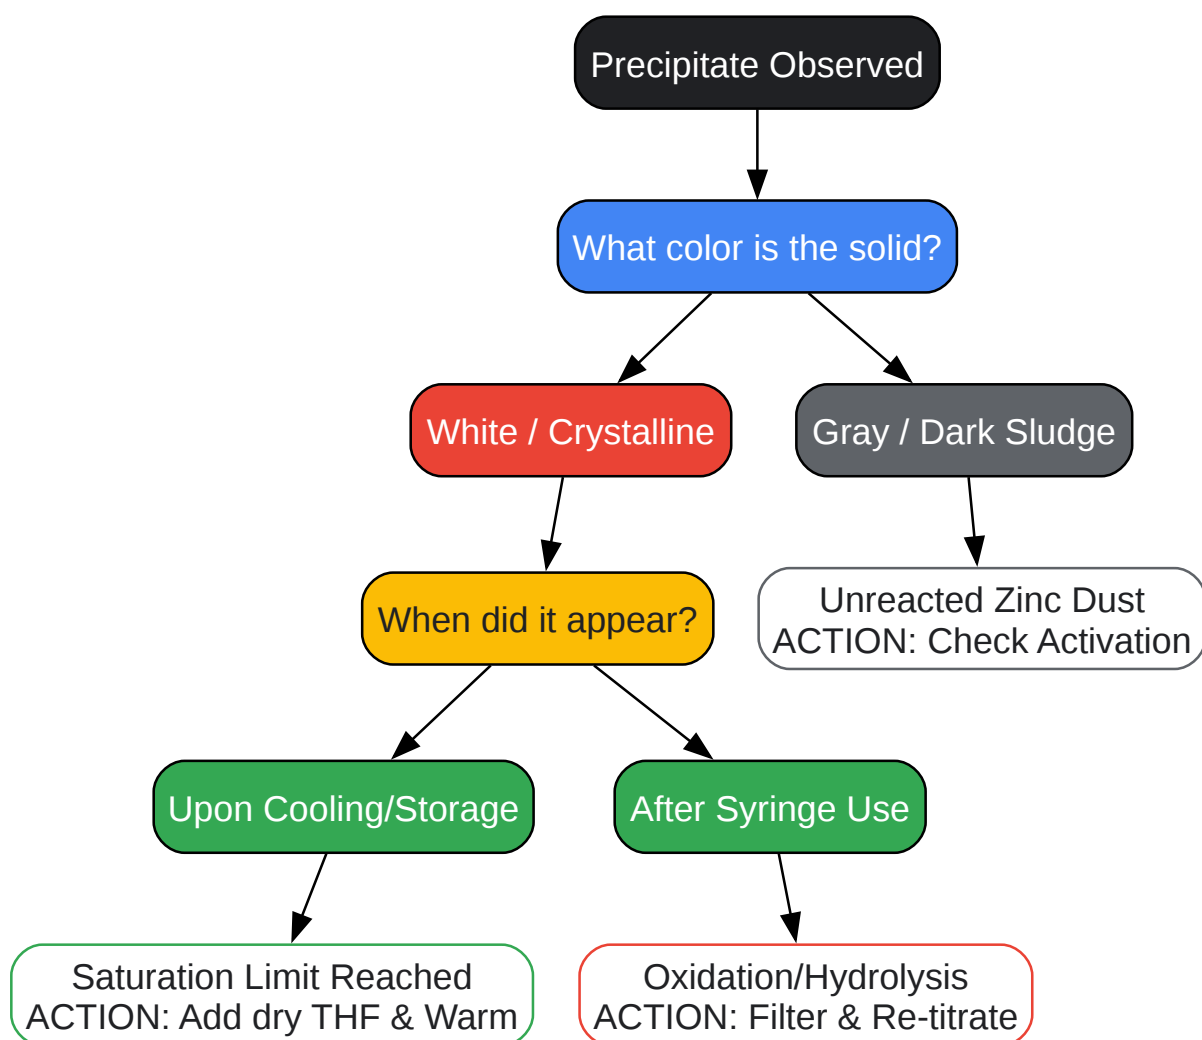 Precipitate Observed
What color is the solid?
White / Crystalline
Gray / Dark Sludge
When did it appear?
Unreacted Zinc Dust
ACTION: Check Activation
Upon Cooling/Storage
After Syringe Use
Saturation Limit Reached
ACTION: Add dry THF & Warm
Oxidation/Hydrolysis
ACTION: Filter & Re-titrate